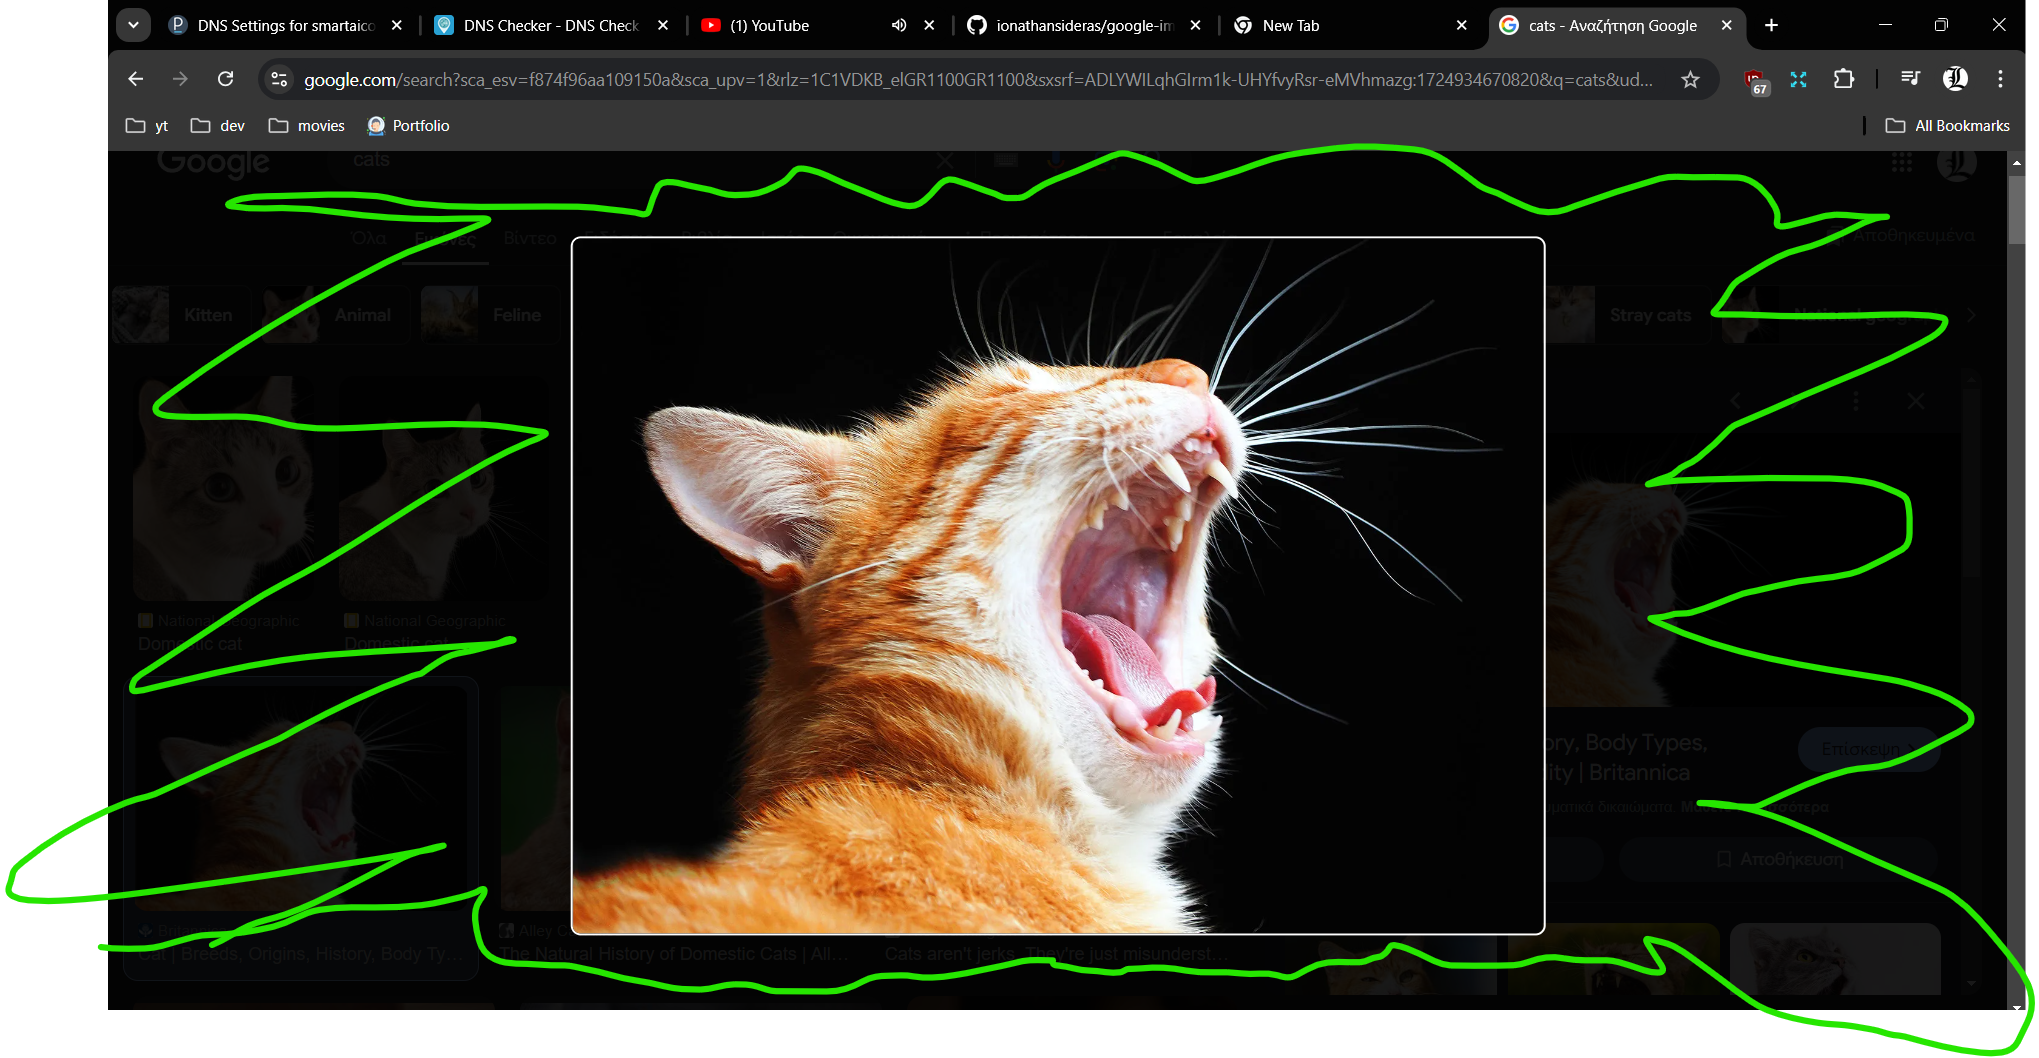 DNS Settings for smartaico
DNS Checker - DNS Check
(1) YouTube
ionathansideras/google-im
New Tab
cats - Αναζήτηση Google
google.com/search?sca_esv=f874f96aa109150a&sca_upv=1&rlz=1C1VDKB_elGR1100GR1100&sxsrf=ADLYWILqhGIrm1k-UHYfvyRsr-eMVhmazg:1724934670820&q=cats&ud...
67
yt
dev
movies
Portfolio
All Bookmarks
Google
cats
Όλα
Εικόνες
Βίντεο
Αποθηκευμένα
Kitten
Animal
Feline
Stray cats
National geog
National Geographic
Domestic cat
National Geographic
Domestic cat
ory, Body Types,
lity | Britannica
Επίσκεψη
Αποθήκευση
Cat | Breeds, Origins, History, Body Ty...
Alley C
The Natural History of Domestic Cats | All...
Cats aren't jerks. They're just misunderst...